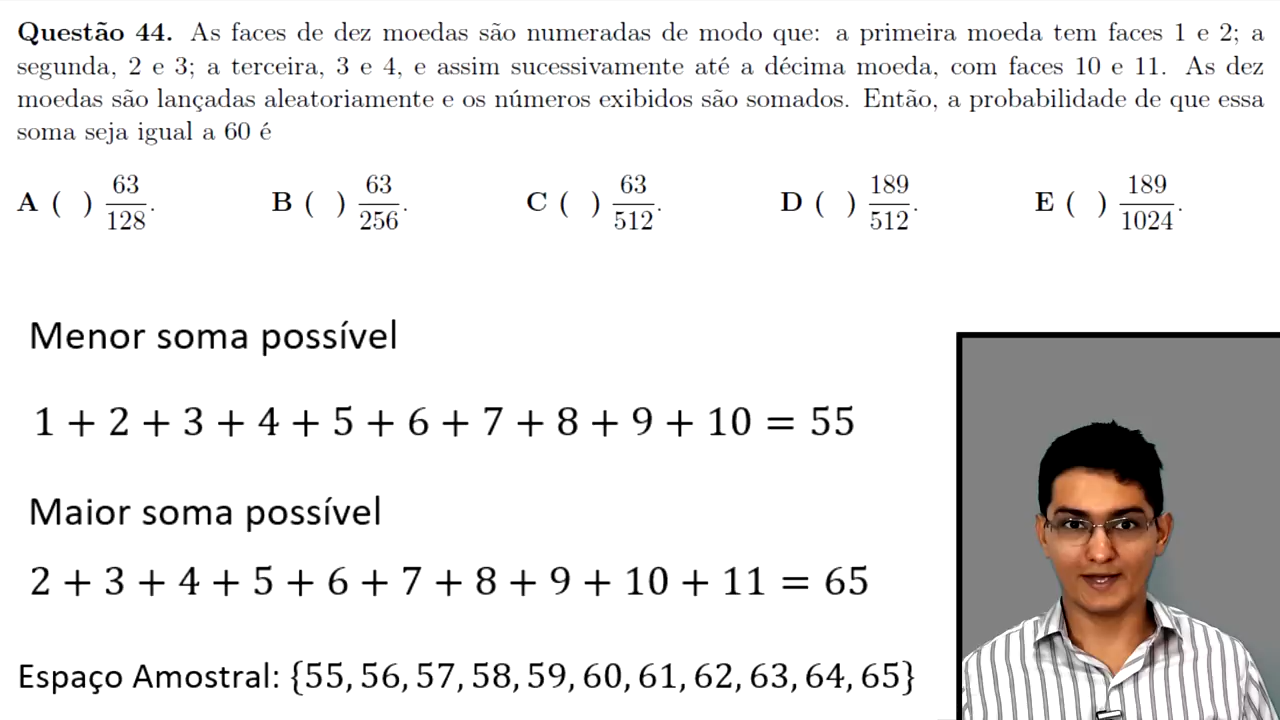 Questão 44. As faces de dez moedas são numeradas de modo que: a primeira moeda tem faces 1 e 2; a
segunda, 2 e 3; a terceira, 3 e 4, e assim sucessivamente até a décima moeda, com faces 10 e 11. As dez
moedas são lançadas aleatoriamente e os números exibidos são somados. Então, a probabilidade de que essa
soma seja igual a 60 é
A ( ) 63/128. B ( ) 63/256. C ( ) 63/512. D ( ) 189/512. E ( ) 189/1024.
Menor soma possível
1 + 2 + 3 + 4 + 5 + 6 + 7 + 8 + 9 + 10 = 55
Maior soma possível
2 + 3 + 4 + 5 + 6 + 7 + 8 + 9 + 10 + 11 = 65
Espaço Amostral: {55, 56, 57, 58, 59, 60, 61, 62, 63, 64, 65}